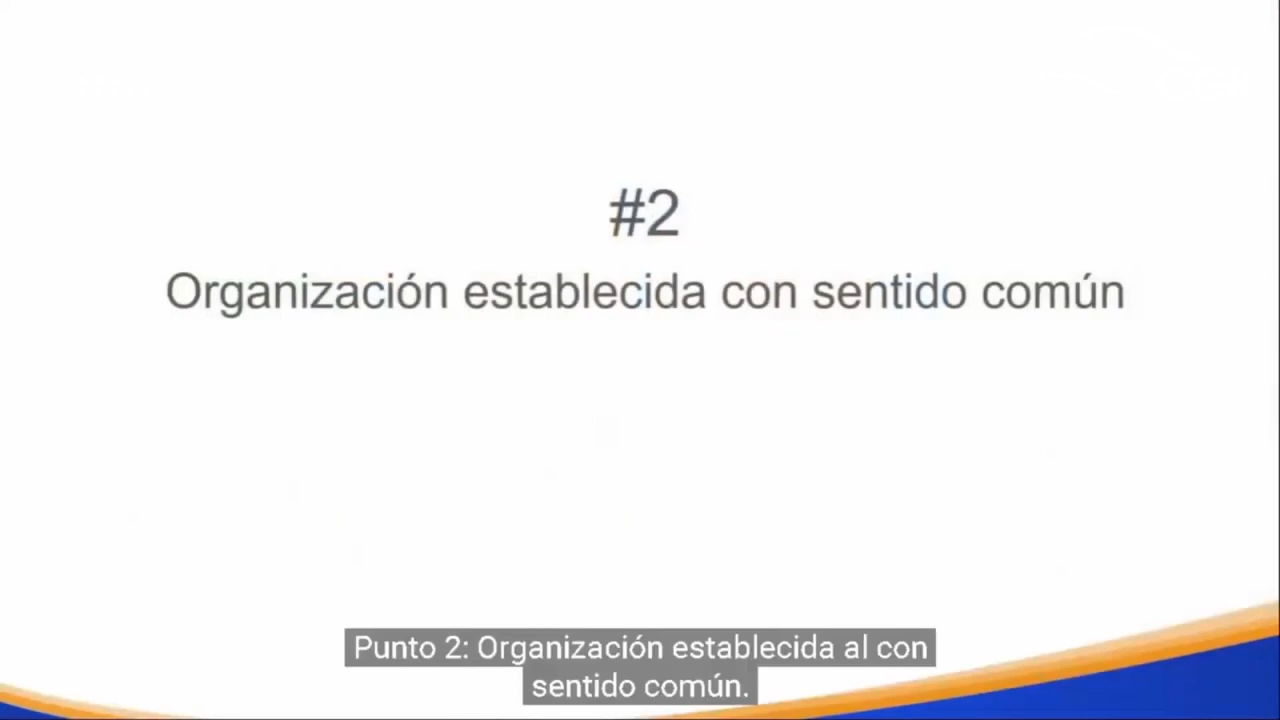 #2
Organización establecida con sentido común
Punto 2: Organización establecida al con
sentido común.